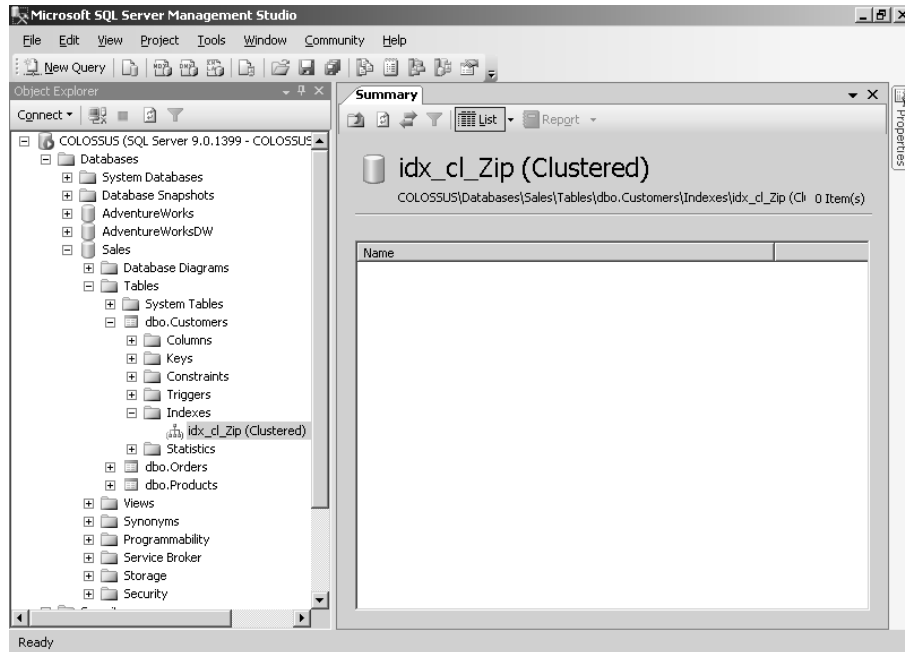 Microsoft SQL Server Management Studio
File Edit View Project Tools Window Community Help
New Query
Object Explorer
Connect
COLOSSUS (SQL Server 9.0.1399 - COLOSSUS
Databases
System Databases
Database Snapshots
AdventureWorks
AdventureWorksDW
Sales
Database Diagrams
Tables
System Tables
dbo.Customers
Columns
Keys
Constraints
Triggers
Indexes
idx_cl_Zip (Clustered)
Statistics
dbo.Orders
dbo.Products
Views
Synonyms
Programmability
Service Broker
Storage
Security
Summary
List Report
idx_cl_Zip (Clustered)
COLOSSUS\Databases\Sales\Tables\dbo.Customers\Indexes\idx_cl_Zip (Cl 0 Item(s)
Name
Properties
Ready